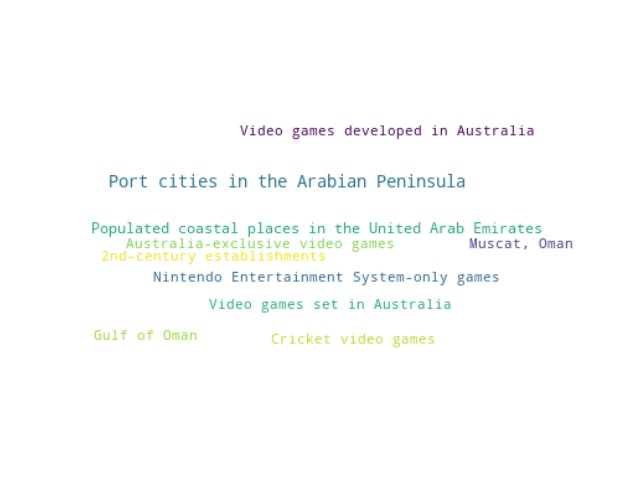 Video games developed in Australia
Port cities in the Arabian Peninsula
Populated coastal places in the United Arab Emirates
Australia-exclusive video games
Muscat, Oman
2nd-century establishments
Nintendo Entertainment System-only games
Video games set in Australia
Gulf of Oman
Cricket video games